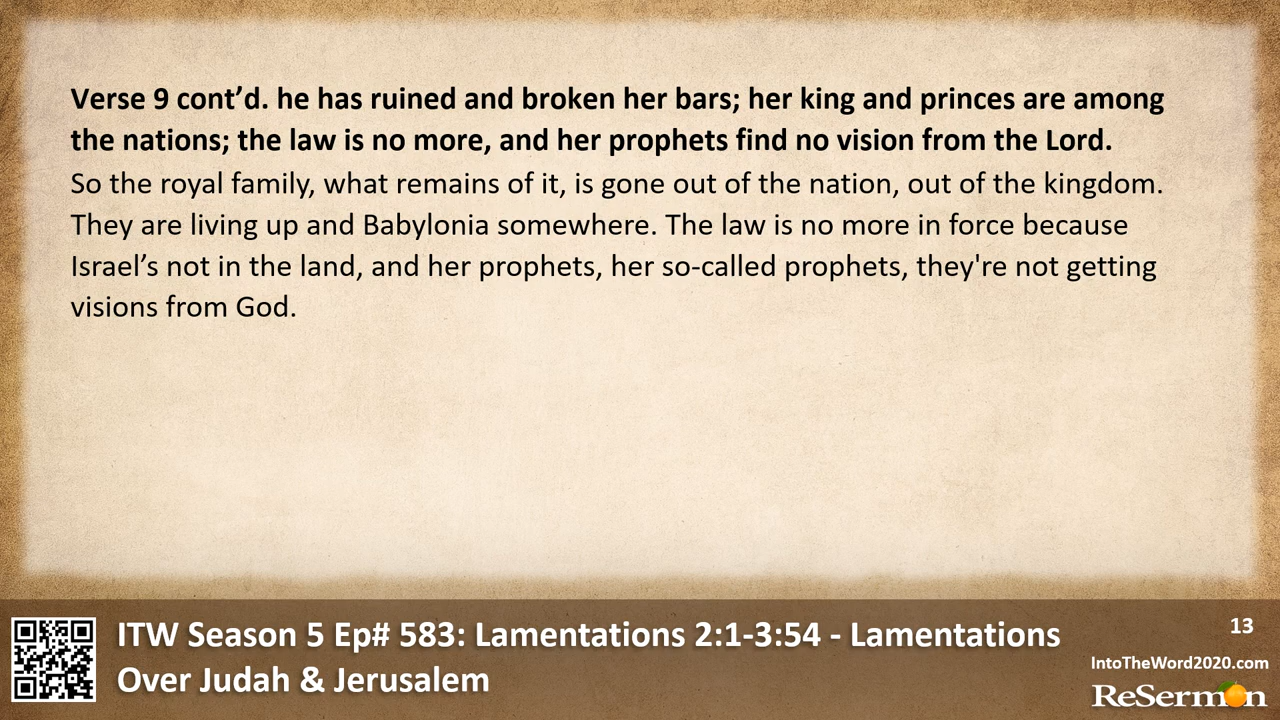 Verse 9 cont’d. he has ruined and broken her bars; her king and princes are among
the nations; the law is no more, and her prophets find no vision from the Lord.
So the royal family, what remains of it, is gone out of the nation, out of the kingdom.
They are living up and Babylonia somewhere. The law is no more in force because
Israel’s not in the land, and her prophets, her so-called prophets, they're not getting
visions from God.
ITW Season 5 Ep# 583: Lamentations 2:1-3:54 - Lamentations
Over Judah & Jerusalem
13
IntoTheWord2020.com
ReSermon